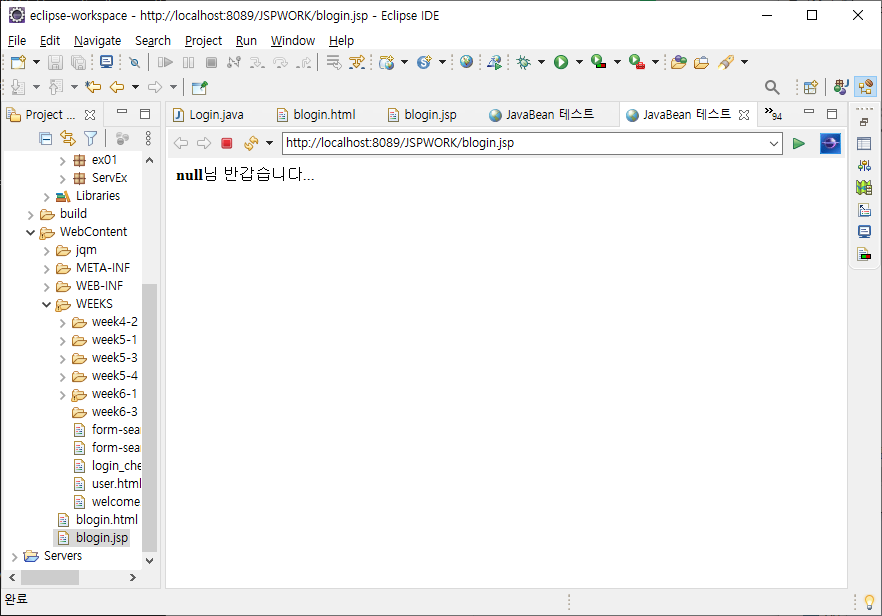 eclipse-workspace - http://localhost:8089/JSPWORK/blogin.jsp - Eclipse IDE
File Edit Navigate Search Project Run Window Help
Project ...
Login.java blogin.html blogin.jsp JavaBean 테스트 JavaBean 테스트 94
http://localhost:8089/JSPWORK/blogin.jsp
null님 반갑습니다...
ex01
ServEx
Libraries
build
WebContent
jqm
META-INF
WEB-INF
WEEKS
week4-2
week5-1
week5-3
week5-4
week6-1
week6-3
form-sea
form-sea
login_che
user.html
welcome
blogin.html
blogin.jsp
Servers
완료